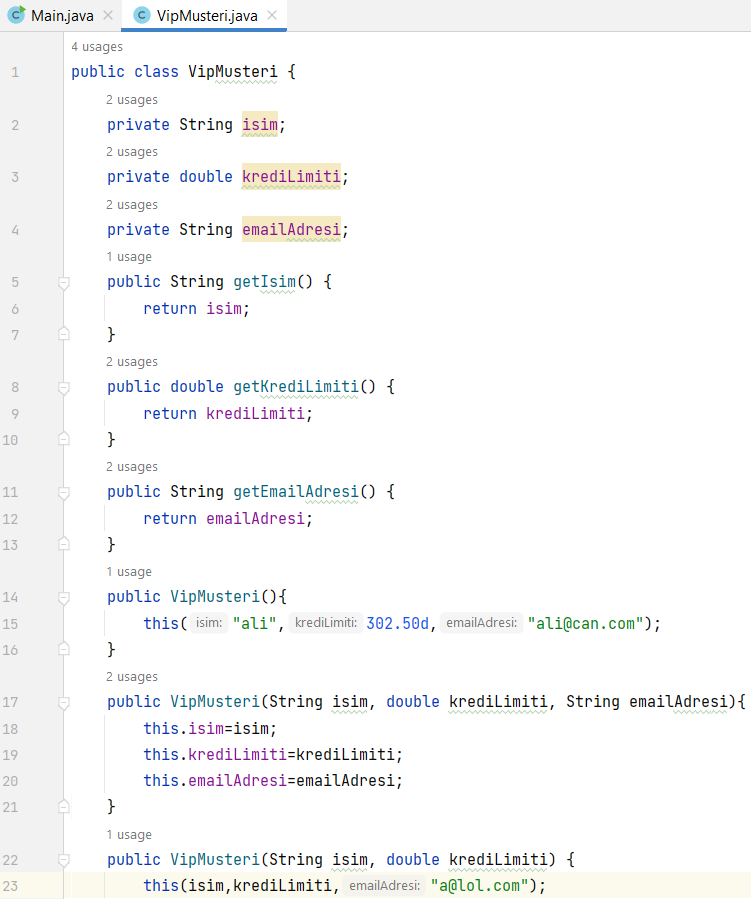 Main.java × VipMusteri.java ×
4 usages
1 public class VipMusteri {
2 usages
2 private String isim;
2 usages
3 private double krediLimiti;
2 usages
4 private String emailAdresi;
1 usage
5 public String getIsim() {
6 return isim;
7 }
2 usages
8 public double getKrediLimiti() {
9 return krediLimiti;
10 }
2 usages
11 public String getEmailAdresi() {
12 return emailAdresi;
13 }
1 usage
14 public VipMusteri(){
15 this( isim: "ali", krediLimiti: 302.50d, emailAdresi: "ali@can.com");
16 }
2 usages
17 public VipMusteri(String isim, double krediLimiti, String emailAdresi){
18 this.isim=isim;
19 this.krediLimiti=krediLimiti;
20 this.emailAdresi=emailAdresi;
21 }
1 usage
22 public VipMusteri(String isim, double krediLimiti) {
23 this(isim,krediLimiti, emailAdresi: "a@lol.com");